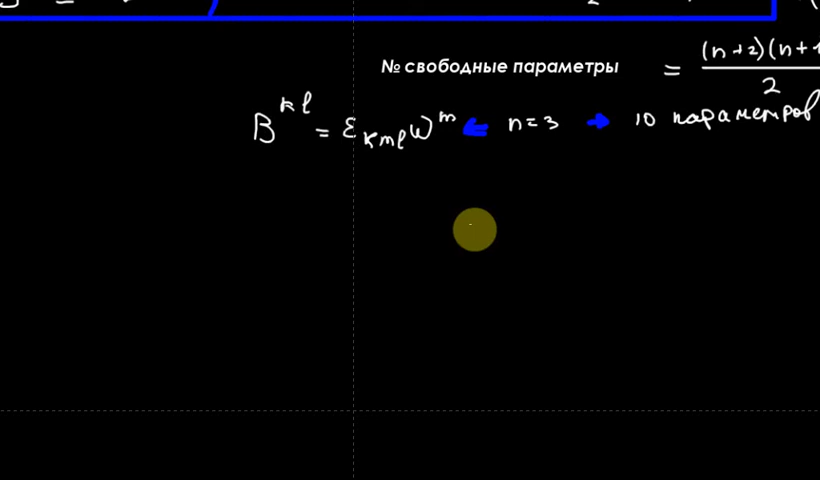 № свободные параметры = (n+2)(n+1 / 2
B^{kl} = ε_{kml} ω^m ← n=3 → 10 параметров